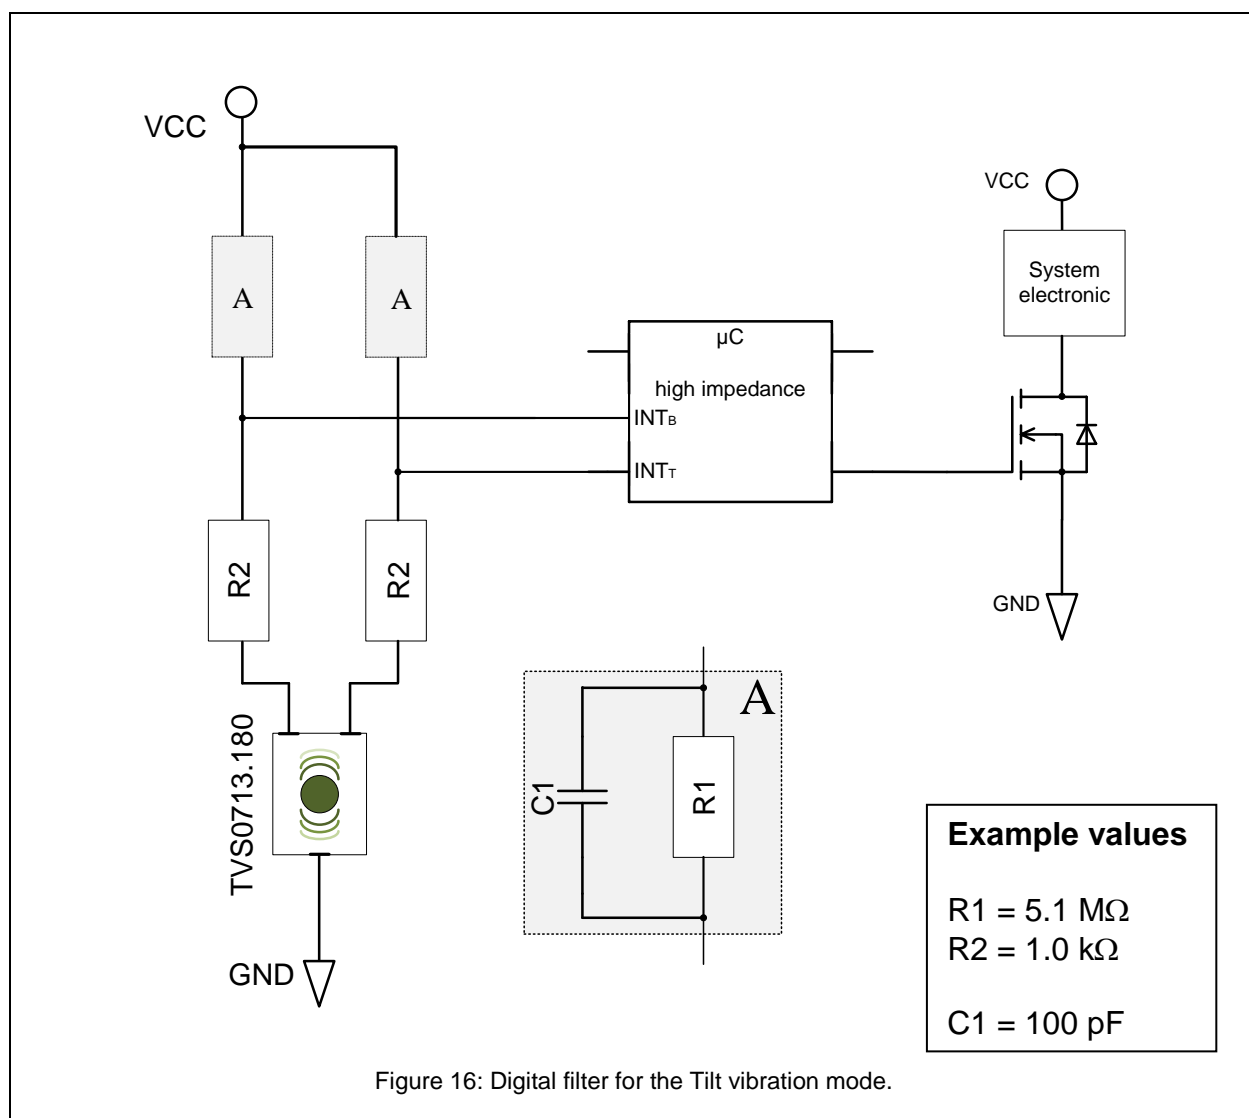 VCC
A
A
R2
R2
TVS0713.180
GND
µC
high impedance
INTB
INTT
VCC
System
electronic
GND
A
C1
R1
Example values
R1 = 5.1 MΩ
R2 = 1.0 kΩ
C1 = 100 pF
Figure 16: Digital filter for the Tilt vibration mode.